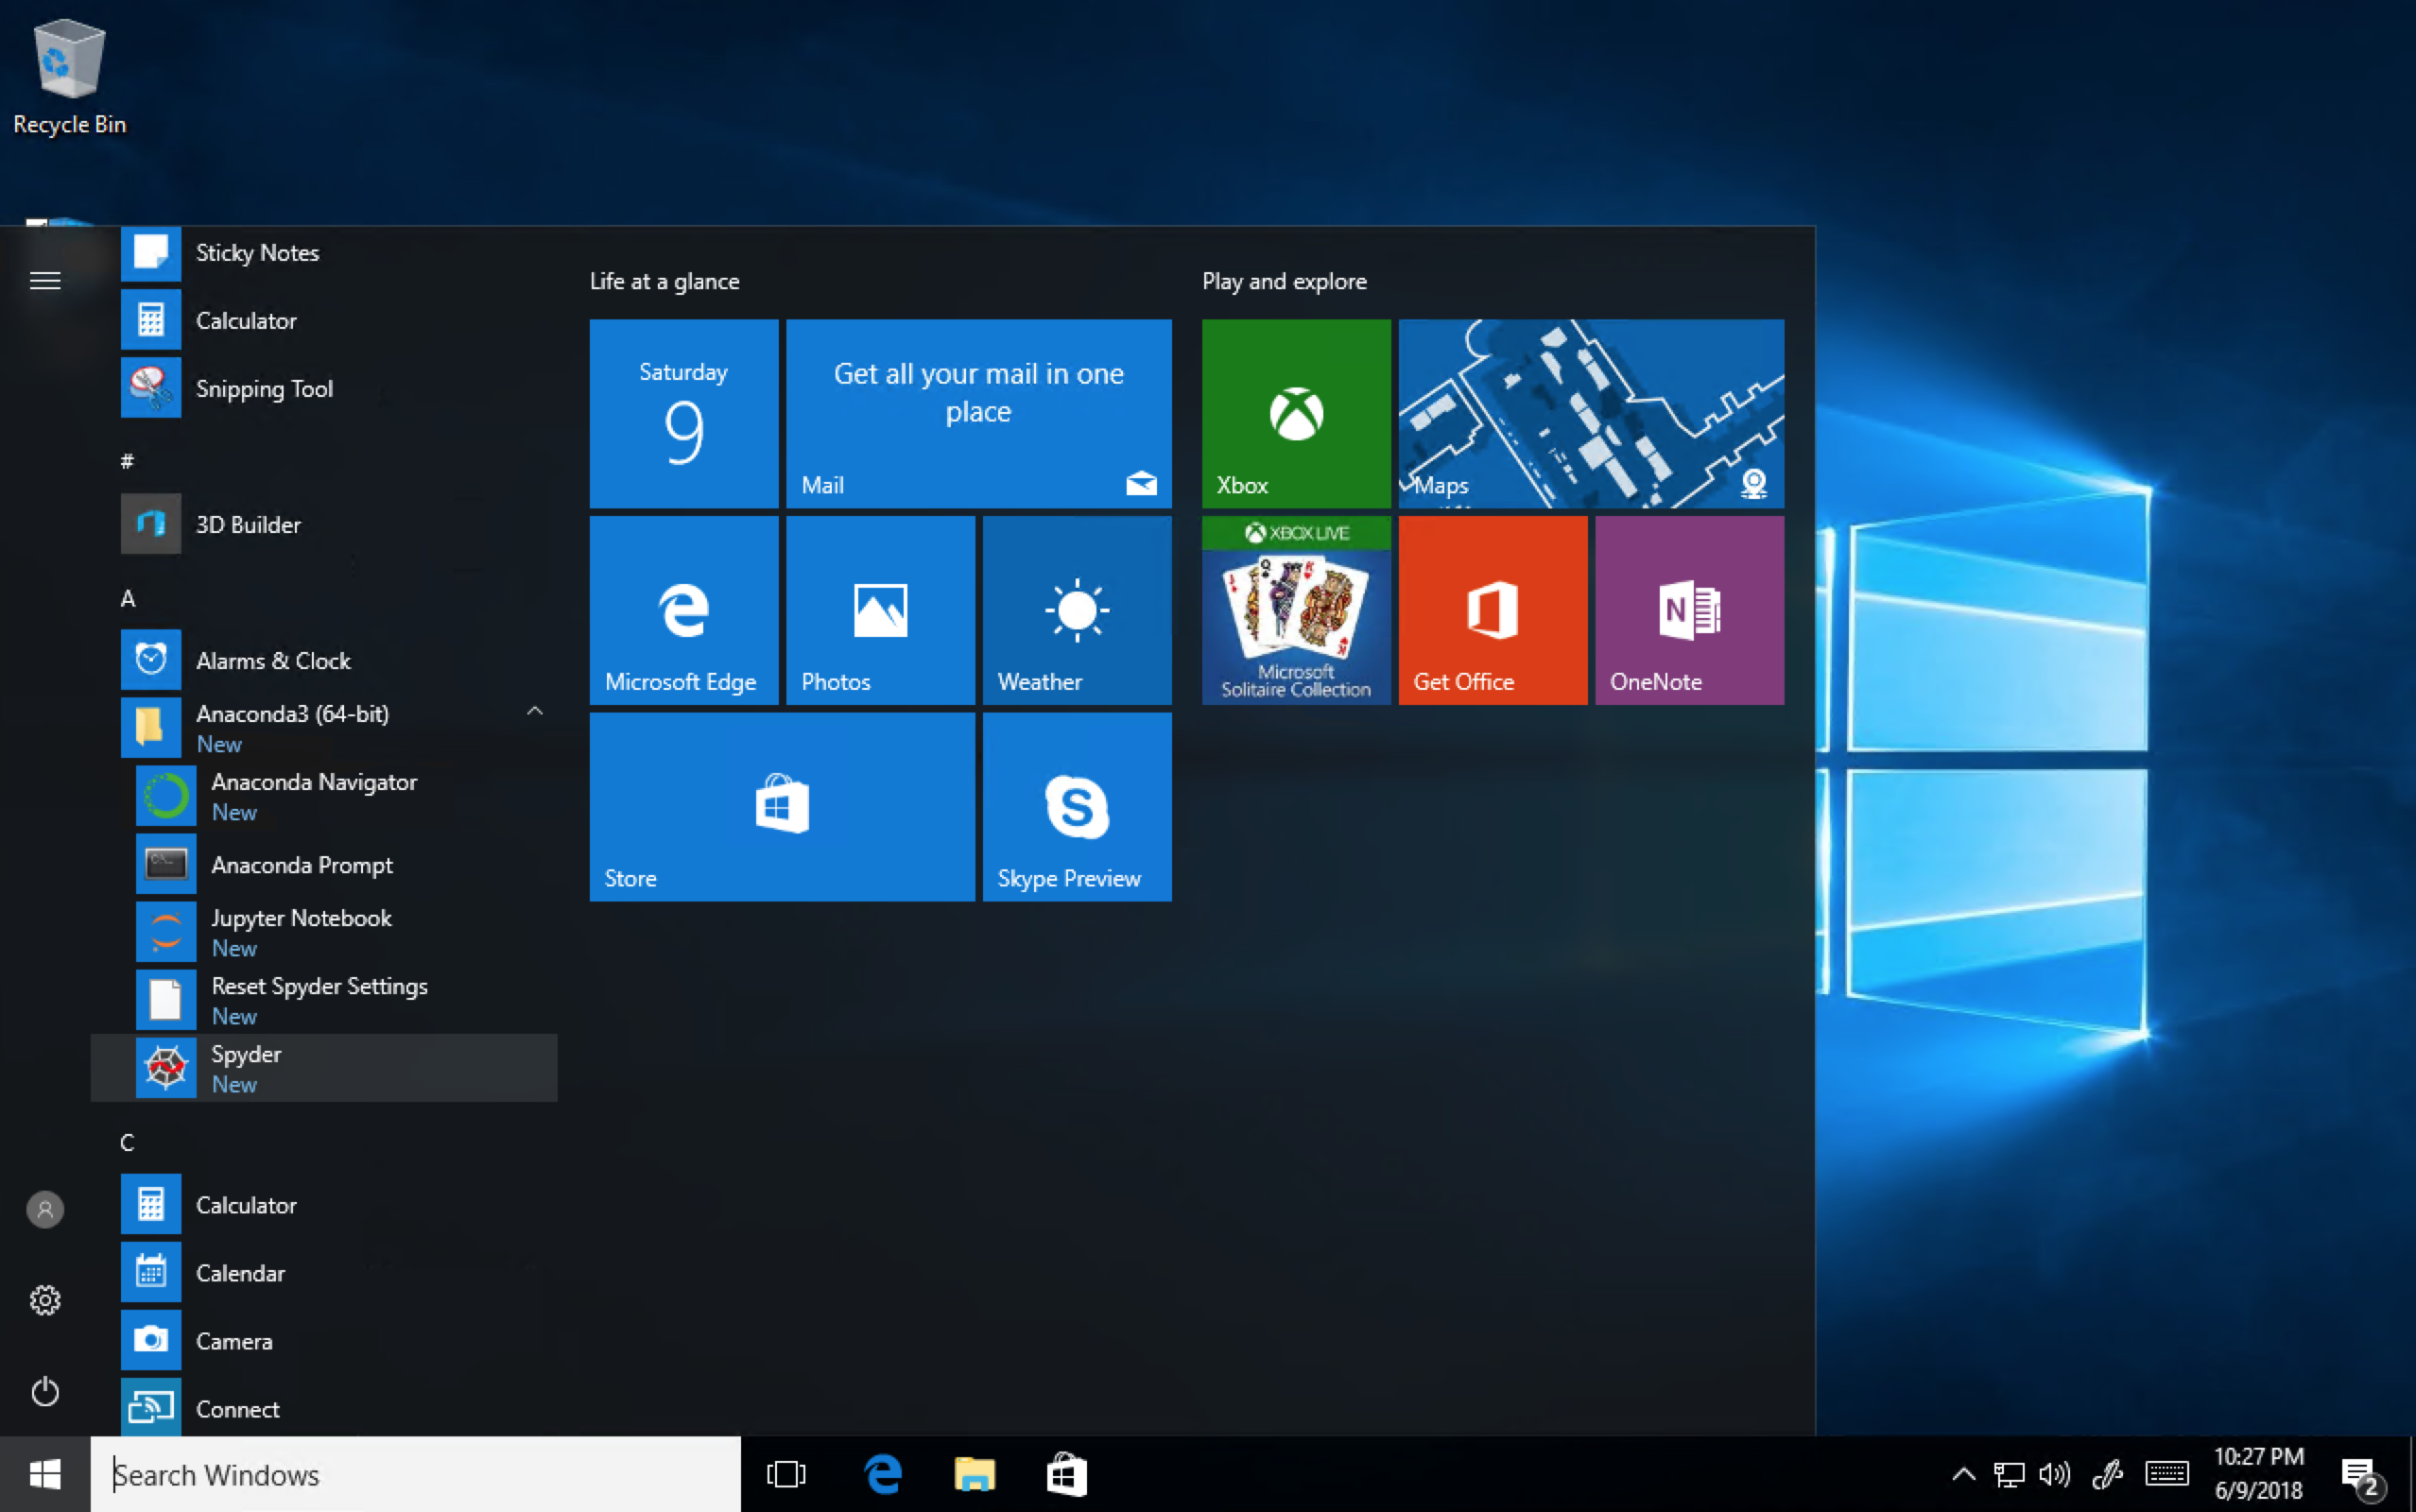 Recycle Bin
Sticky Notes
Calculator
Snipping Tool
#
3D Builder
A
Alarms & Clock
Anaconda3 (64-bit)
New
Anaconda Navigator
New
Anaconda Prompt
Jupyter Notebook
New
Reset Spyder Settings
New
Spyder
New
C
Calculator
Calendar
Camera
Connect
Life at a glance
Saturday
9
Get all your mail in one
place
Mail
Microsoft Edge
Photos
Weather
Store
Skype Preview
Play and explore
Xbox
Maps
XBOX LIVE
Microsoft
Solitaire Collection
Get Office
OneNote
Search Windows
10:27 PM
6/9/2018
2